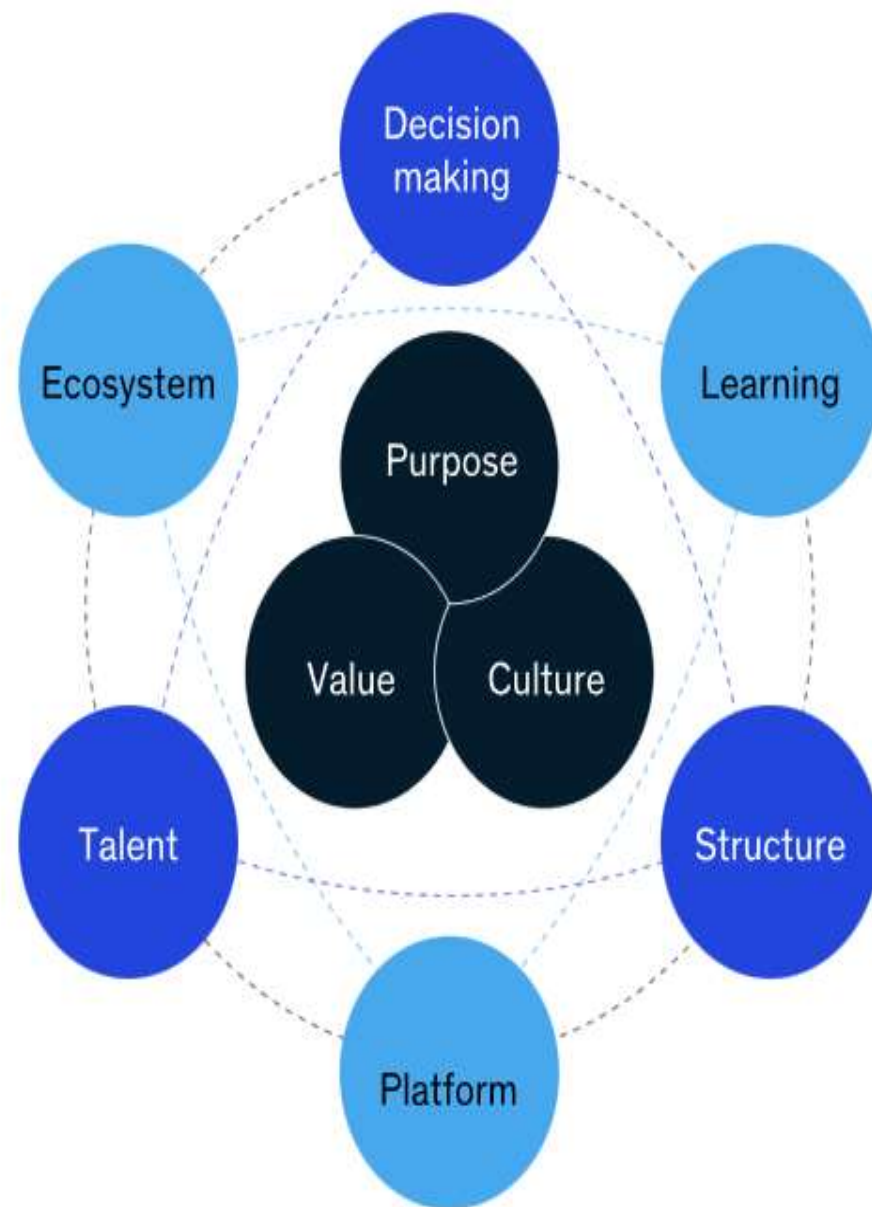 Decision
making
Ecosystem
Learning
Purpose
Value
Culture
Talent
Structure
Platform